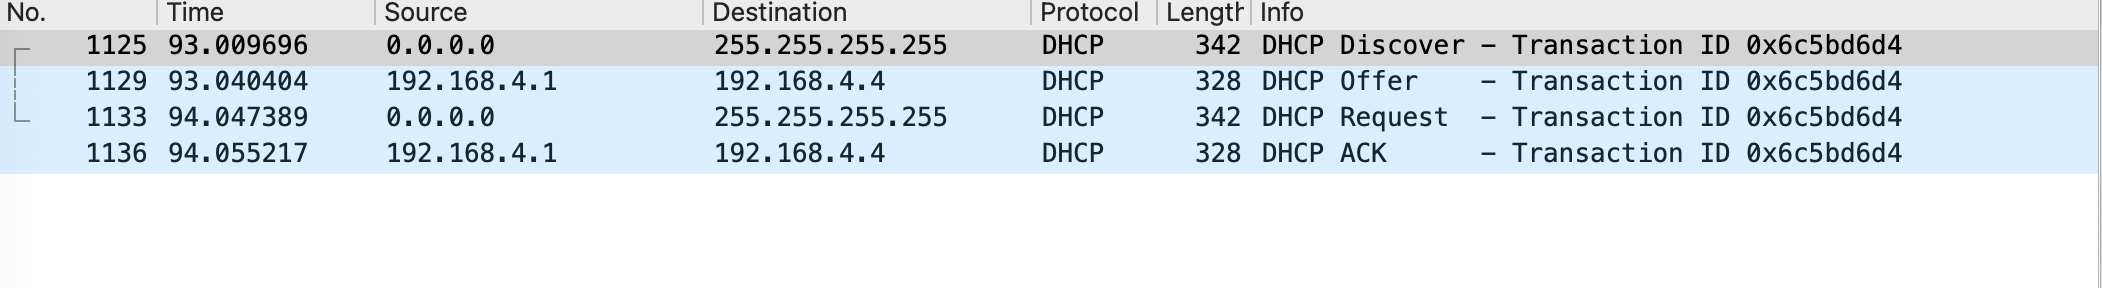 No. Time Source Destination Protocol Length Info
1125 93.009696 0.0.0.0 255.255.255.255 DHCP 342 DHCP Discover – Transaction ID 0x6c5bd6d4
1129 93.040404 192.168.4.1 192.168.4.4 DHCP 328 DHCP Offer – Transaction ID 0x6c5bd6d4
1133 94.047389 0.0.0.0 255.255.255.255 DHCP 342 DHCP Request – Transaction ID 0x6c5bd6d4
1136 94.055217 192.168.4.1 192.168.4.4 DHCP 328 DHCP ACK – Transaction ID 0x6c5bd6d4